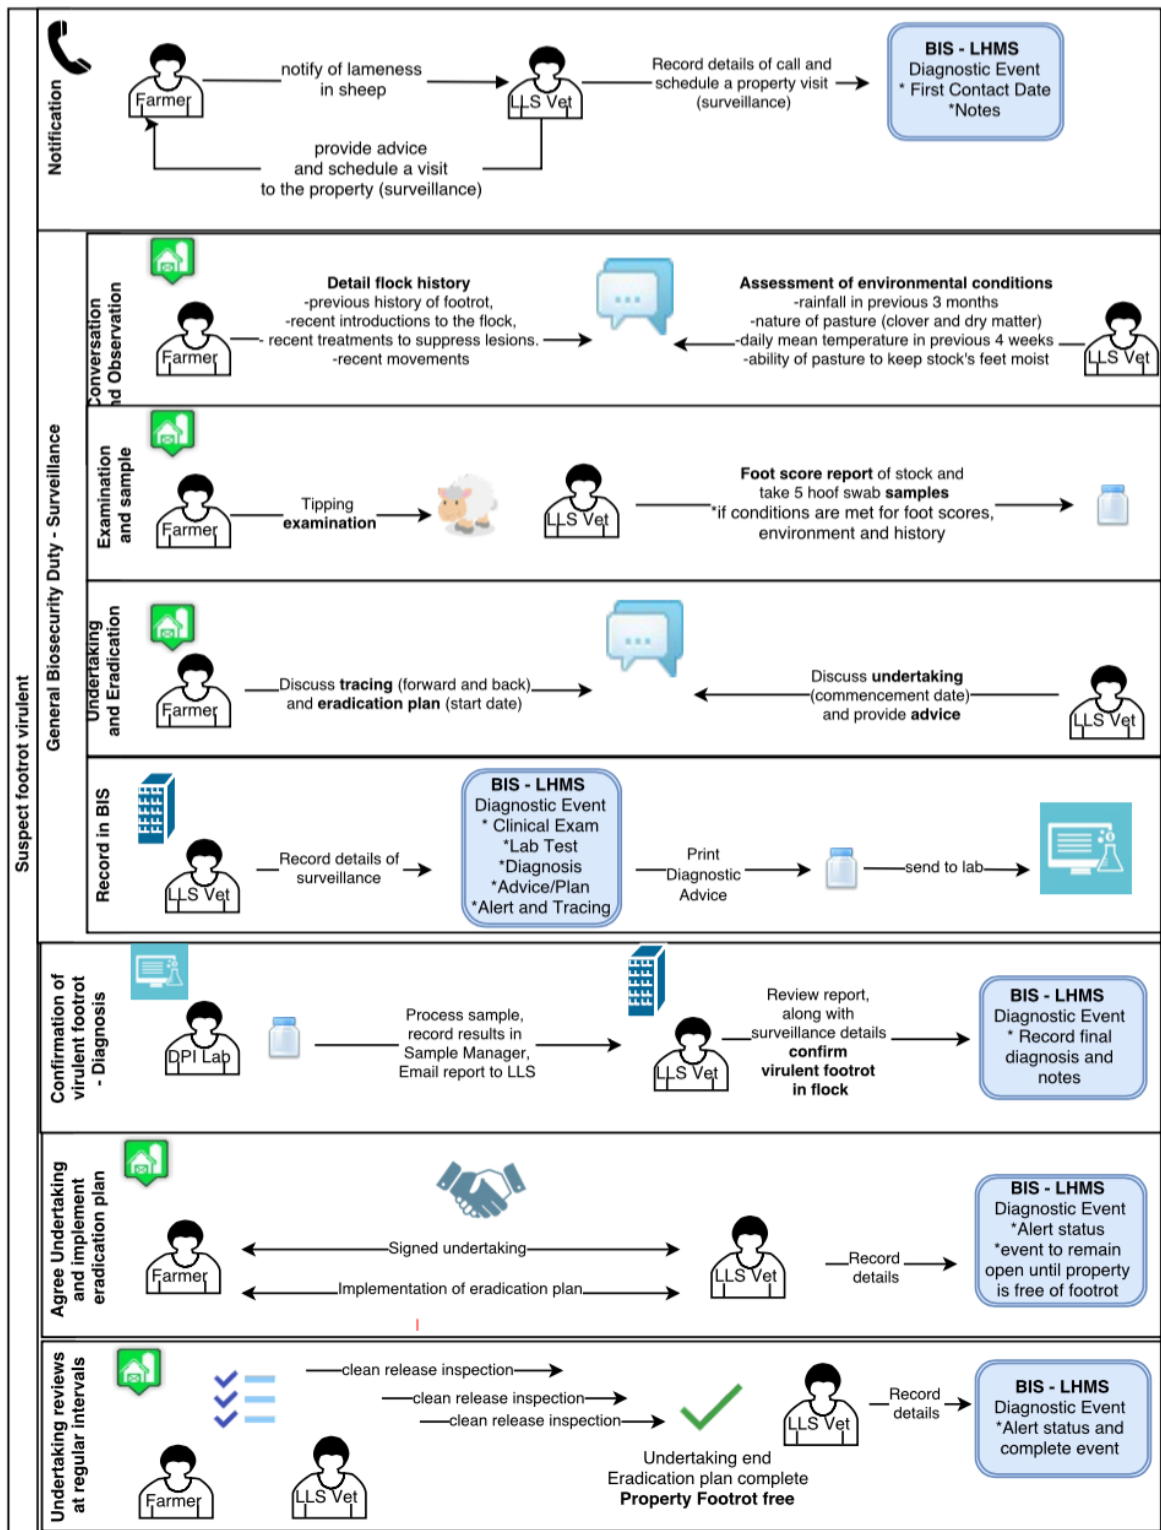 Suspect footrot virulent
Notification
Farmer
notify of lameness
in sheep
LLS Vet
Record details of call and
schedule a property visit
(surveillance)
BIS - LHMS
Diagnostic Event
* First Contact Date
*Notes
provide advice
and schedule a visit
to the property (surveillance)
General Biosecurity Duty - Surveillance
Conversation
nd Observation
Farmer
Detail flock history
-previous history of footrot,
-recent introductions to the flock,
- recent treatments to suppress lesions.
-recent movements
...
Assessment of environmental conditions
-rainfall in previous 3 months
-nature of pasture (clover and dry matter)
-daily mean temperature in previous 4 weeks
-ability of pasture to keep stock's feet moist
LLS Vet
Examination
and sample
Farmer
Tipping
examination
LLS Vet
Foot score report of stock and
take 5 hoof swab samples
*if conditions are met for foot scores,
environment and history
Undertaking
and Eradication
Farmer
Discuss tracing (forward and back)
and eradication plan (start date)
...
Discuss undertaking
(commencement date)
and provide advice
LLS Vet
Record in BIS
LLS Vet
Record details of
surveillance
BIS - LHMS
Diagnostic Event
* Clinical Exam
*Lab Test
*Diagnosis
*Advice/Plan
*Alert and Tracing
Print
Diagnostic
Advice
send to lab
Confirmation of
virulent footrot
- Diagnosis
DPI Lab
Process sample,
record results in
Sample Manager,
Email report to LLS
LLS Vet
Review report,
along with
surveillance details
confirm
virulent footrot
in flock
BIS - LHMS
Diagnostic Event
* Record final
diagnosis and
notes
Agree Undertaking
and implement
eradication plan
Farmer
Signed undertaking
Implementation of eradication plan
LLS Vet
Record
details
BIS - LHMS
Diagnostic Event
*Alert status
*event to remain
open until property
is free of footrot
Undertaking reviews
at regular intervals
Farmer
LLS Vet
clean release inspection
clean release inspection
clean release inspection
Undertaking end
Eradication plan complete
Property Footrot free
LLS Vet
Record
details
BIS - LHMS
Diagnostic Event
*Alert status and
complete event